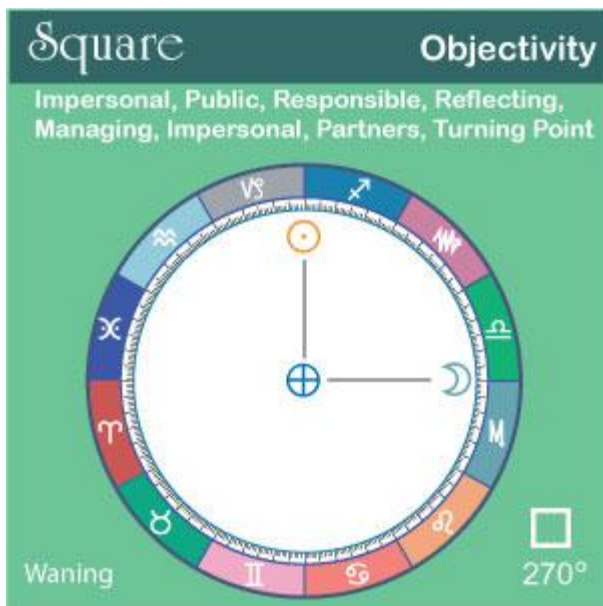 Square
Objectivity
Impersonal, Public, Responsible, Reflecting,
Managing, Impersonal, Partners, Turning Point
Waning
270°